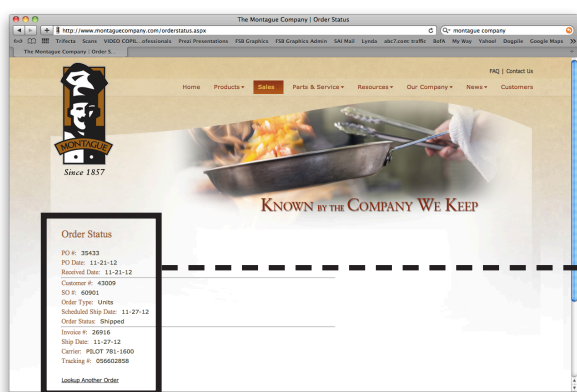 The Montague Company | Order Status
http://www.montaguecompany.com/orderstatus.aspx
montague company
Trifecta Scans VIDEO COPIL...ofessionals Prezi Presentations FSB Graphics FSB Graphics Admin SAI Mail Lynda abc7.com: traffic BofA My Way Yahoo! Dogpile Google Maps
The Montague Company : Order S...
FAQ | Contact Us
Home Products Sales Parts & Service Resources Our Company News Customers
MONTAGUE
Since 1857
KNOWN BY THE COMPANY WE KEEP
Order Status
PO #: 35433
PO Date: 11-21-12
Received Date: 11-21-12
Customer #: 43009
SO #: 60901
Order Type: Units
Scheduled Ship Date: 11-27-12
Order Status: Shipped
Invoice #: 26916
Ship Date: 11-27-12
Carrier: PILOT 781-1600
Tracking #: 056602858
Lookup Another Order